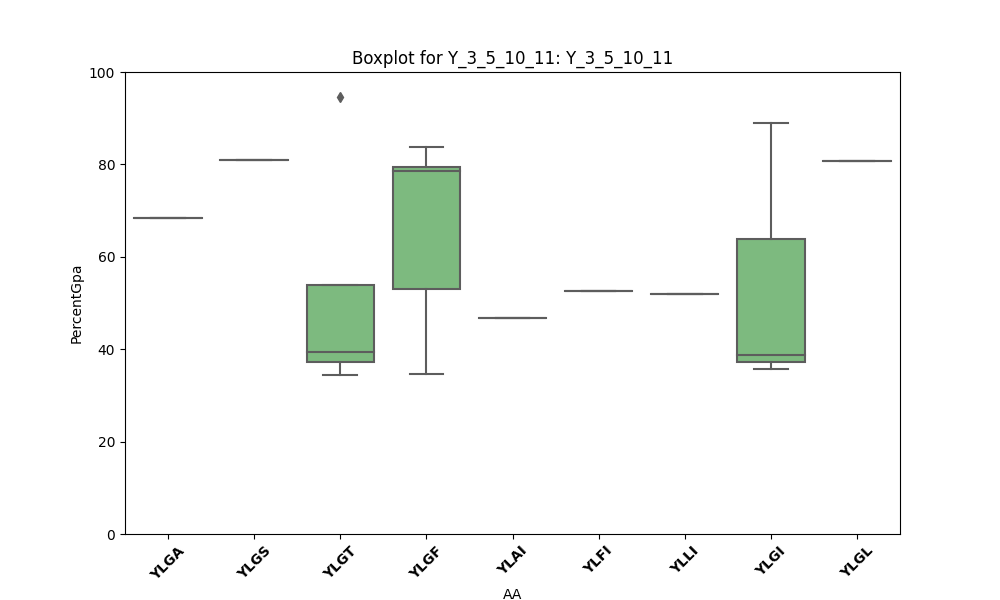 Boxplot for Y_3_5_10_11: Y_3_5_10_11
100
80
60
40
20
0
PercentGpa
YLGA YLGS YLGT YLGF YLAI YLFI YLLI YLGI YLGL
AA